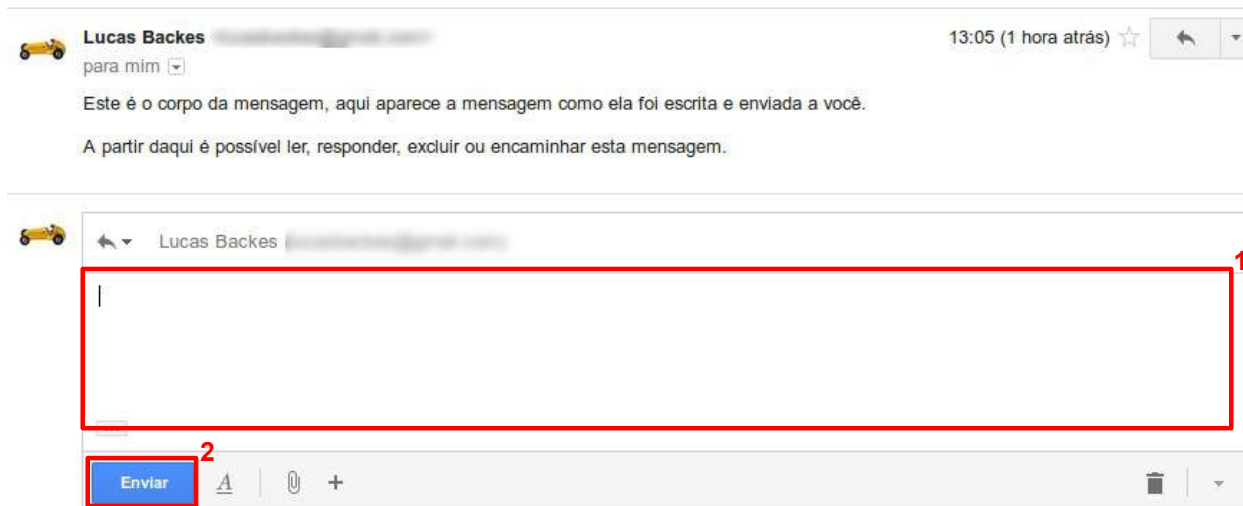 Lucas Backes
13:05 (1 hora atrás)
para mim
Este é o corpo da mensagem, aqui aparece a mensagem como ela foi escrita e enviada a você.
A partir daqui é possível ler, responder, excluir ou encaminhar esta mensagem.
Lucas Backes
1
2
Enviar A